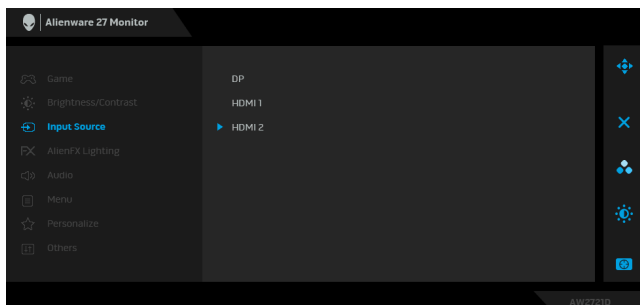 Alienware 27 Monitor
Game
Brightness/Contrast
Input Source
AlienFX Lighting
Audio
Menu
Personalize
Others
DP
HDMI 1
HDMI 2
AW2721D